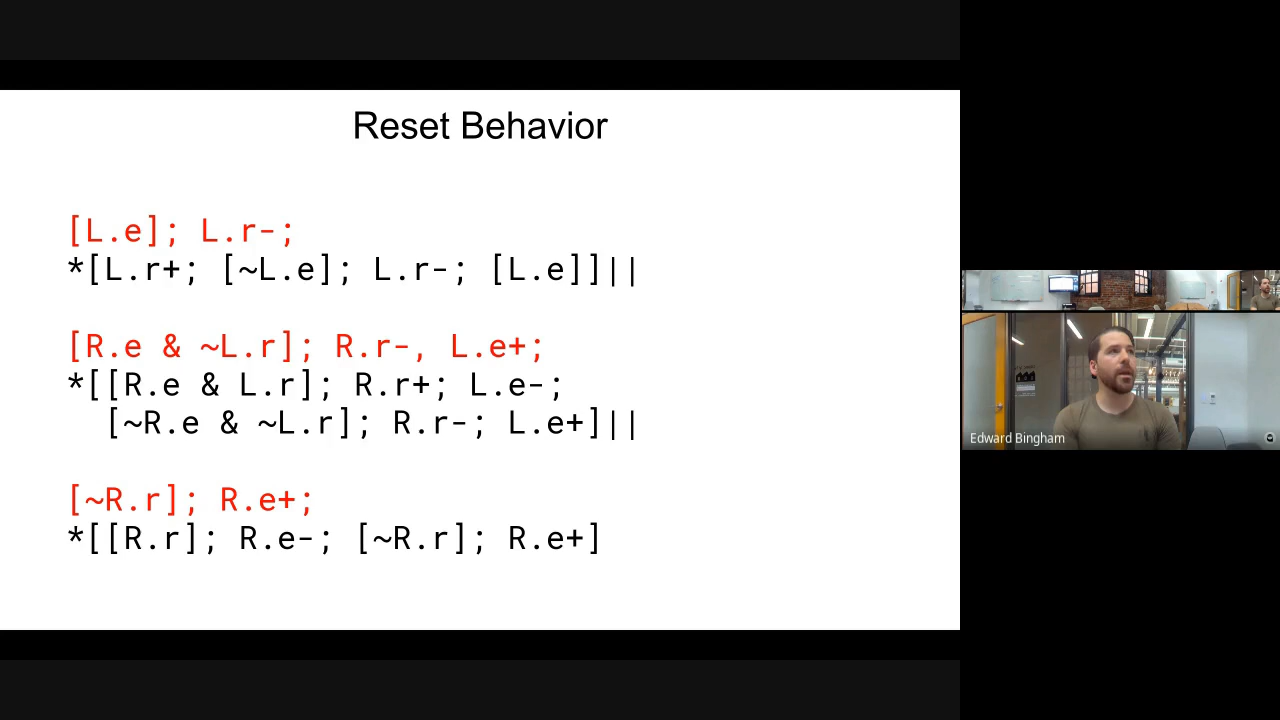 Reset Behavior
[L.e]; L.r-;
*[L.r+; [~L.e]; L.r-; [L.e]]||
[R.e & ~L.r]; R.r-, L.e+;
*[[R.e & L.r]; R.r+; L.e-;
[~R.e & ~L.r]; R.r-; L.e+]||
[~R.r]; R.e+;
*[[R.r]; R.e-; [~R.r]; R.e+]
Edward Bingham